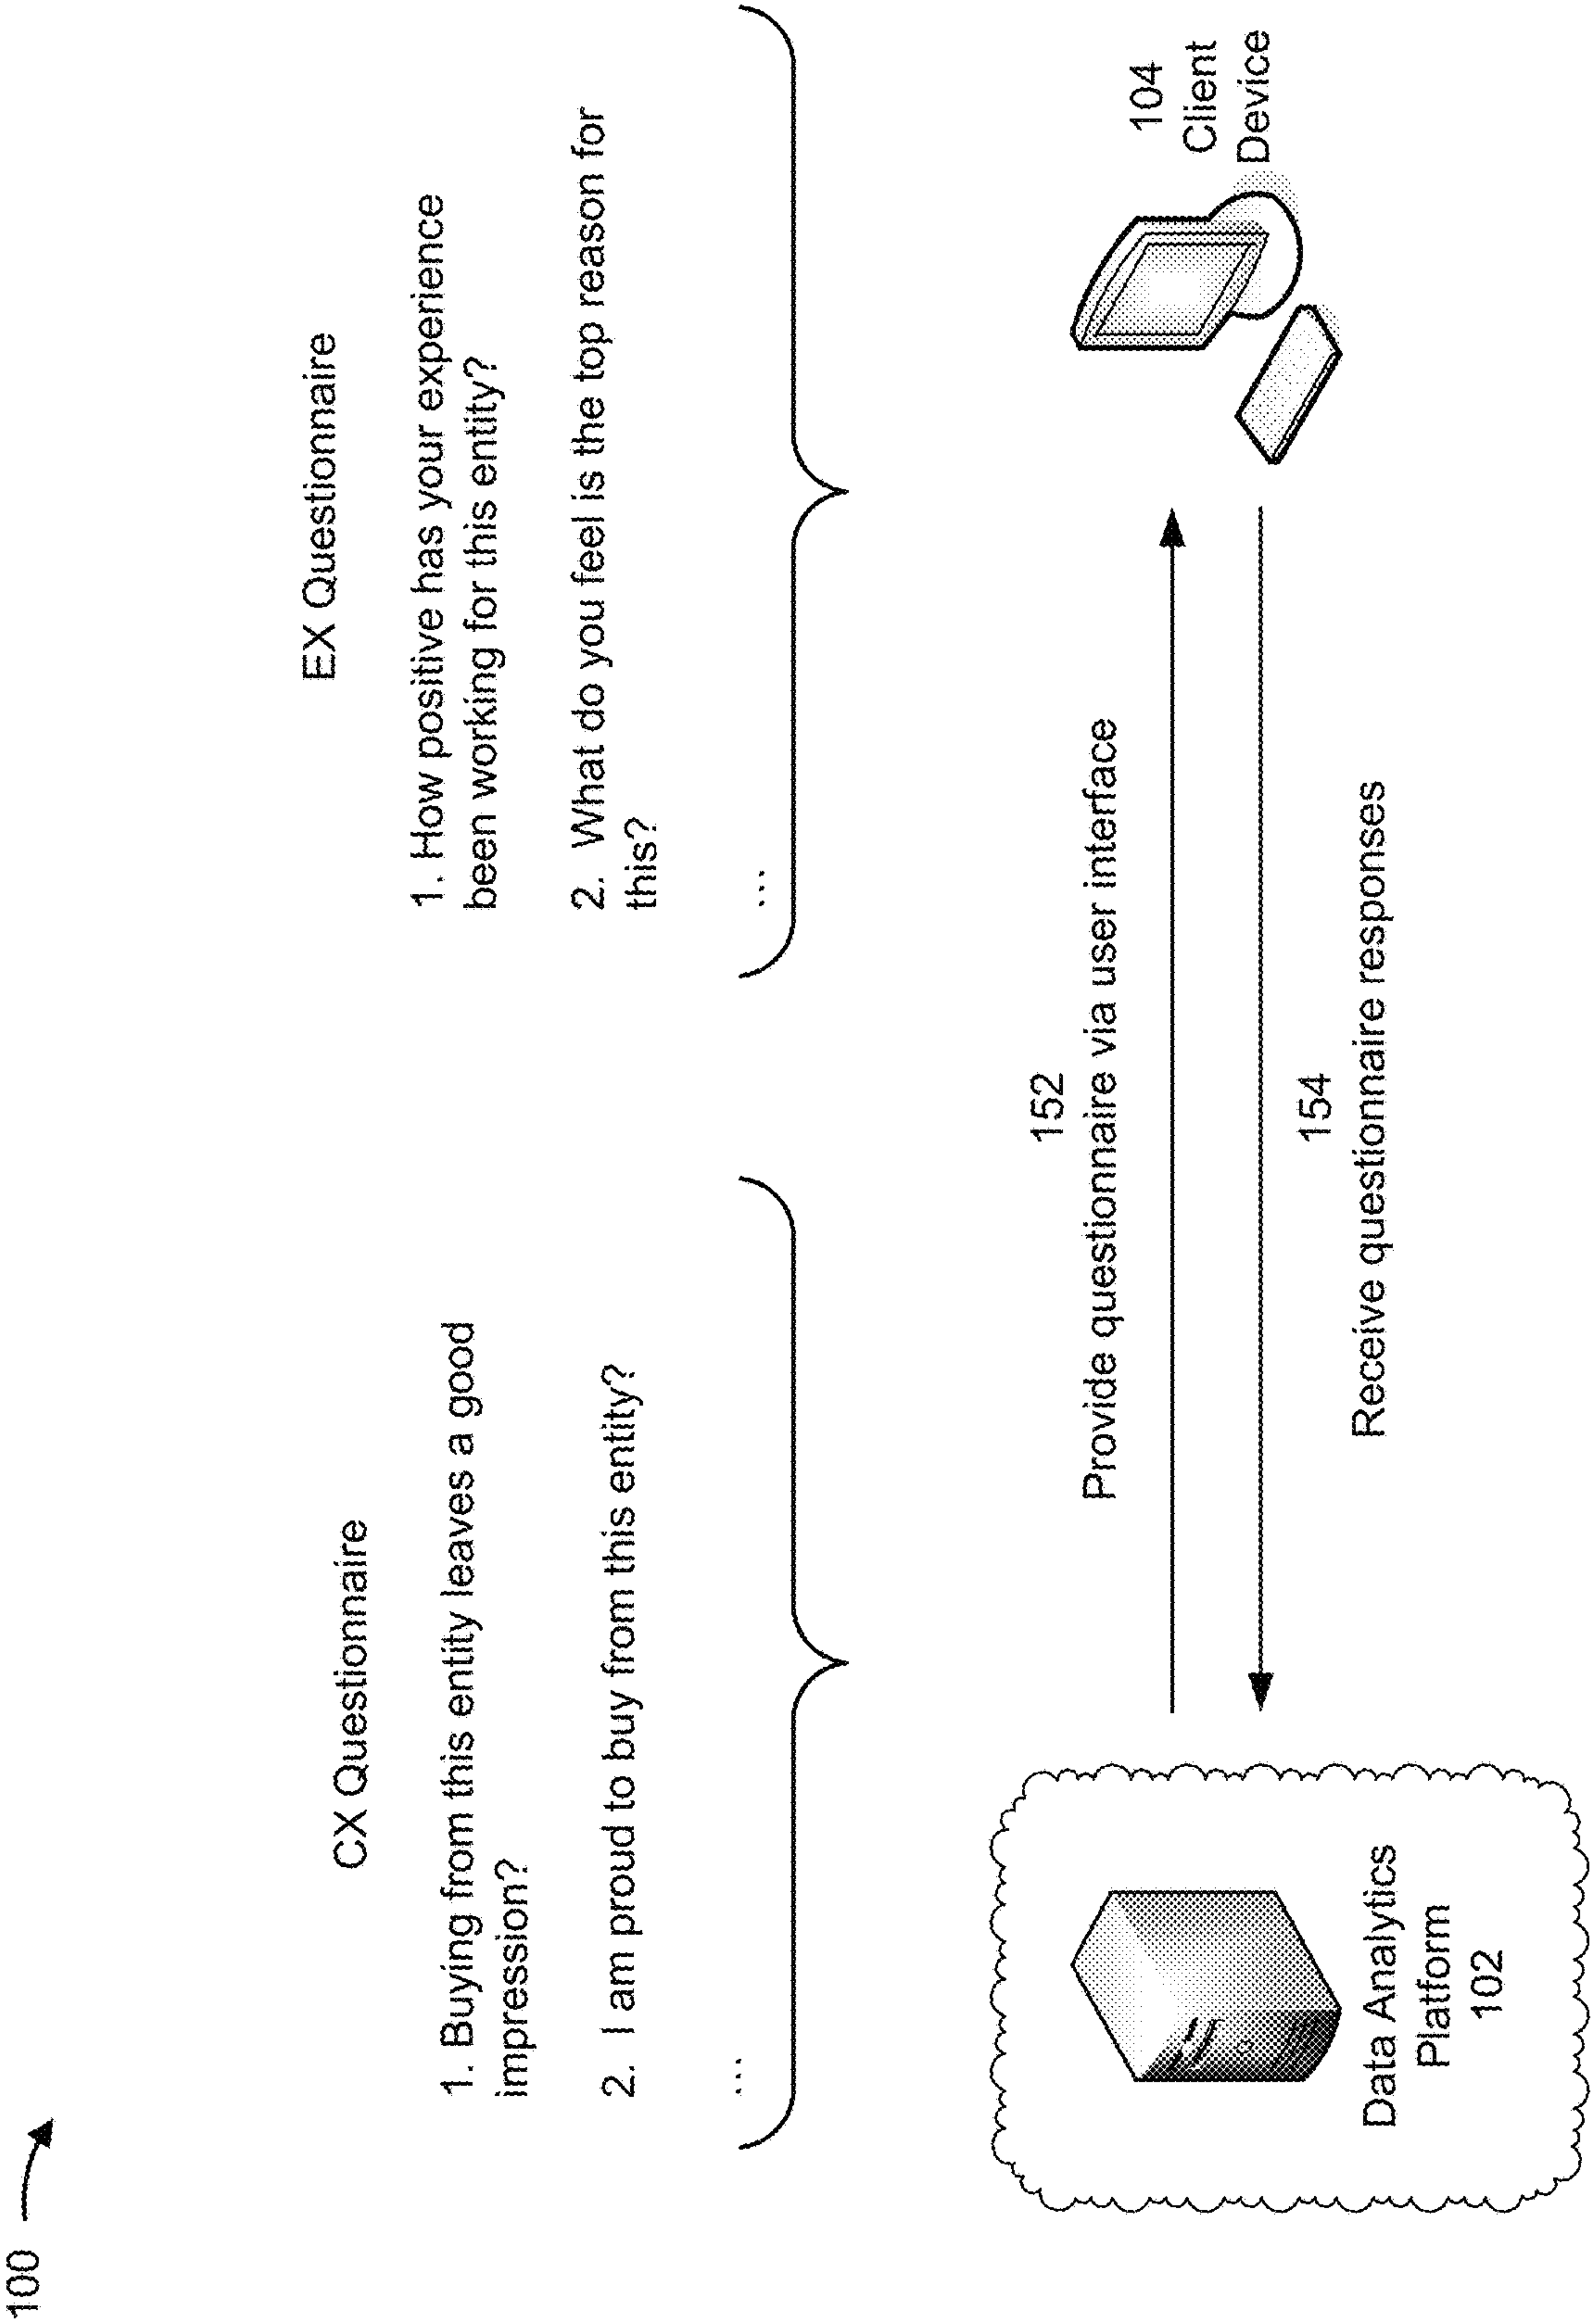 100
CX Questionnaire
1. Buying from this entity leaves a good
impression?
2. I am proud to buy from this entity?
...
EX Questionnaire
1. How positive has your experience
been working for this entity?
2. What do you feel is the top reason for
this?
...
152
Provide questionnaire via user interface
154
Receive questionnaire responses
Data Analytics
Platform
102
104
Client
Device